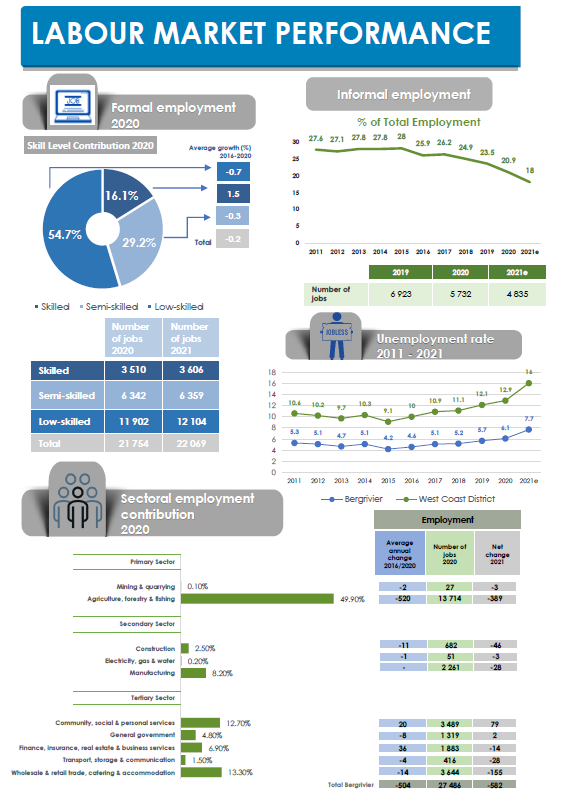 LABOUR MARKET PERFORMANCE
JOB
Formal employment
2020
Skill Level Contribution 2020
Average growth (%)
2016-2020
-0.7
1.5
-0.3
Total
-0.2
16.1%
29.2%
54.7%
Skilled Semi-skilled Low-skilled
Number of jobs 2020 Number of jobs 2021
Skilled 3 510 3 606
Semi-skilled 6 342 6 359
Low-skilled 11 902 12 104
Total 21 754 22 069
Informal employment
% of Total Employment
30
25
20
15
10
5
0
27.6 27.1 27.8 27.8 28 25.9 26.2 24.9 23.5 20.9 18
2011 2012 2013 2014 2015 2016 2017 2018 2019 2020 2021e
2019 2020 2021e
Number of jobs 6 923 5 732 4 835
JOBLESS
Unemployment rate
2011 - 2021
18
16
14
12
10
8
6
4
2
0
10.6 10.2 9.7 10.3 9.1 10 10.9 11.1 12.1 12.9 16
5.3 5.1 4.7 5.1 4.2 4.6 5.1 5.2 5.7 6.1 7.7
2011 2012 2013 2014 2015 2016 2017 2018 2019 2020 2021e
Bergrivier West Coast District
Sectoral employment
contribution
2020
Employment
Average annual change 2016/2020 Number of jobs 2020 Net change 2021
Primary Sector
Mining & quarrying 0.10% -2 27 -3
Agriculture, forestry & fishing 49.90% -520 13 714 -389
Secondary Sector
Construction 2.50% -11 682 -46
Electricity, gas & water 0.20% -1 51 -3
Manufacturing 8.20% - 2 261 -28
Tertiary Sector
Community, social & personal services 12.70% 20 3 489 79
General government 4.80% -8 1 319 2
Finance, insurance, real estate & business services 6.90% 36 1 883 -14
Transport, storage & communication 1.50% -4 416 -28
Wholesale & retail trade, catering & accommodation 13.30% -14 3 644 -155
Total Bergrivier -504 27 486 -582